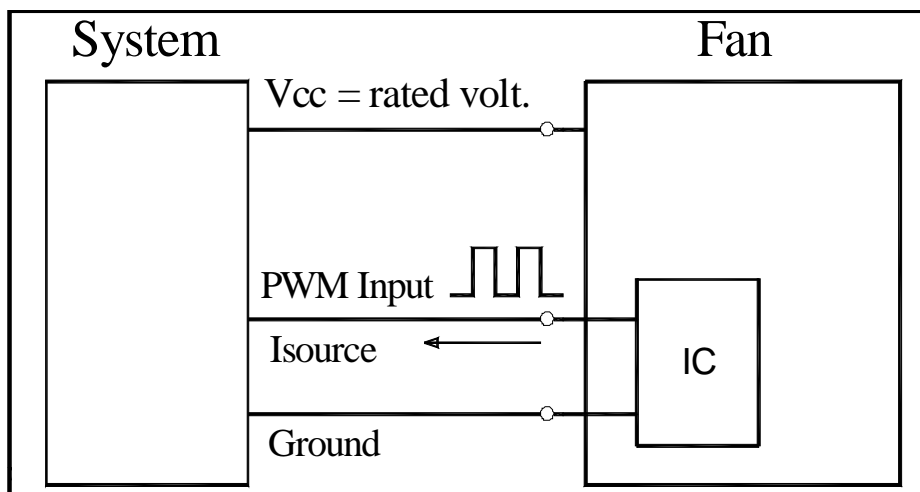 System
Fan
Vcc = rated volt.
PWM Input
Isource
IC
Ground